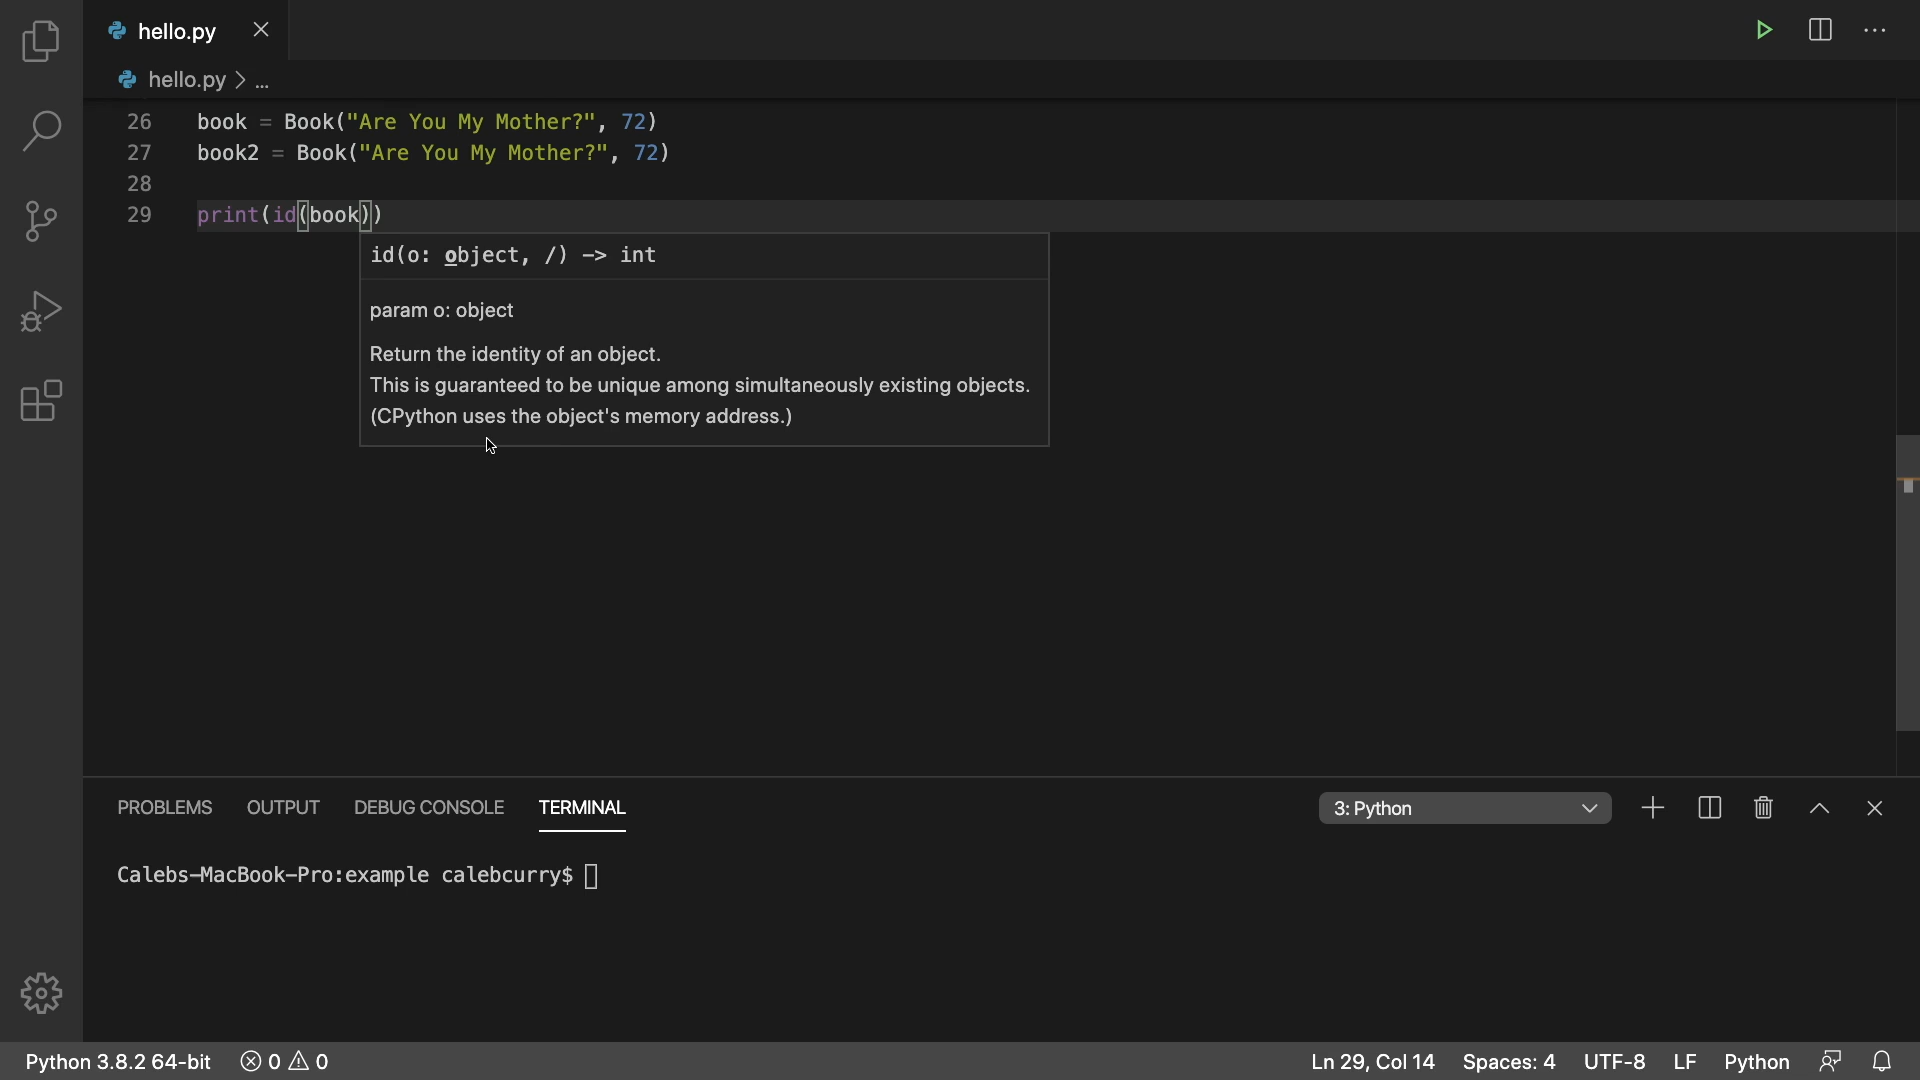 hello.py
hello.py > ...
26 book = Book("Are You My Mother?", 72)
27 book2 = Book("Are You My Mother?", 72)
28
29 print(id(book))
id(o: object, /) -> int
param o: object
Return the identity of an object.
This is guaranteed to be unique among simultaneously existing objects.
(CPython uses the object's memory address.)
PROBLEMS OUTPUT DEBUG CONSOLE TERMINAL 3: Python
Calebs-MacBook-Pro:example calebcurry$
Python 3.8.2 64-bit 0 0 Ln 29, Col 14 Spaces: 4 UTF-8 LF Python